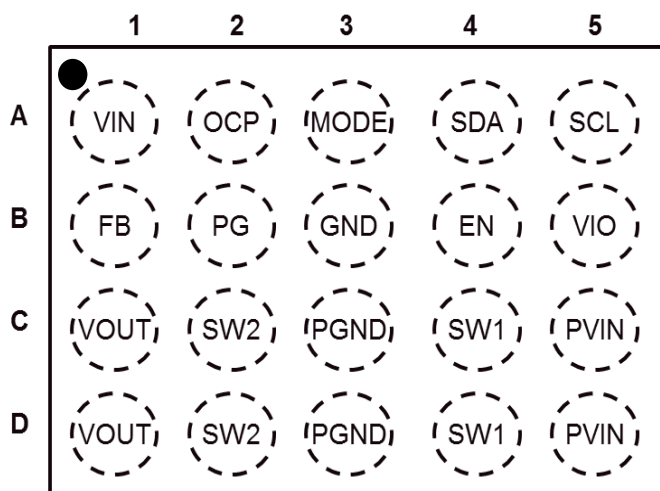 1 2 3 4 5
A VIN OCP MODE SDA SCL
B FB PG GND EN VIO
C VOUT SW2 PGND SW1 PVIN
D VOUT SW2 PGND SW1 PVIN